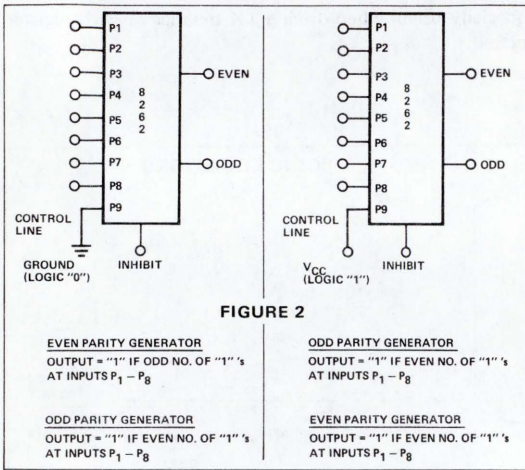 P1
P2
P3
P4
P5
P6
P7
P8
P9
8
2
6
2
EVEN
ODD
CONTROL
LINE
GROUND
(LOGIC "0")
INHIBIT
P1
P2
P3
P4
P5
P6
P7
P8
P9
8
2
6
2
EVEN
ODD
CONTROL
LINE
VCC
(LOGIC "1")
INHIBIT
FIGURE 2
EVEN PARITY GENERATOR
OUTPUT = "1" IF ODD NO. OF "1" 's
AT INPUTS P1 – P8
ODD PARITY GENERATOR
OUTPUT = "1" IF EVEN NO. OF "1" 's
AT INPUTS P1 – P8
ODD PARITY GENERATOR
OUTPUT = "1" IF EVEN NO. OF "1" 's
AT INPUTS P1 – P8
EVEN PARITY GENERATOR
OUTPUT = "1" IF EVEN NO. OF "1" 's
AT INPUTS P1 – P8